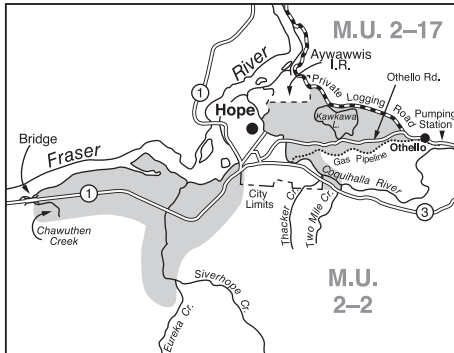 M.U. 2–17
Aywawwis
I.R.
River
1
Private Logging Road
Othello Rd.
Hope
Kawkawa
L.
Pumping
Station
Othello
Bridge
Fraser
Gas Pipeline
Coquihalla River
1
City
Limits
Thacker Cr.
Two Mile Cr.
3
Chawuthen
Creek
M.U.
2–2
Silverhope Cr.
Eureka Cr.